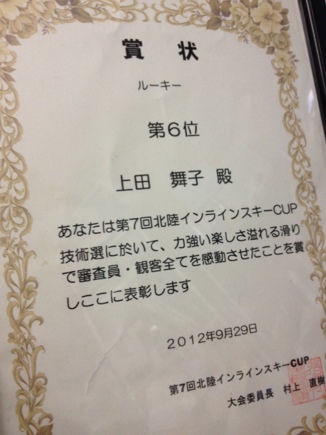 賞状
ルーキー
第6位
上田 舞子 殿
あなたは第7回北陸インラインスキーCUP
技術選に於いて、力強い楽しさ溢れる滑り
で審査員・観客全てを感動させたことを賞
しここに表彰します
2012年9月29日
第7回北陸インラインスキーCUP
大会委員長 村上 直樹